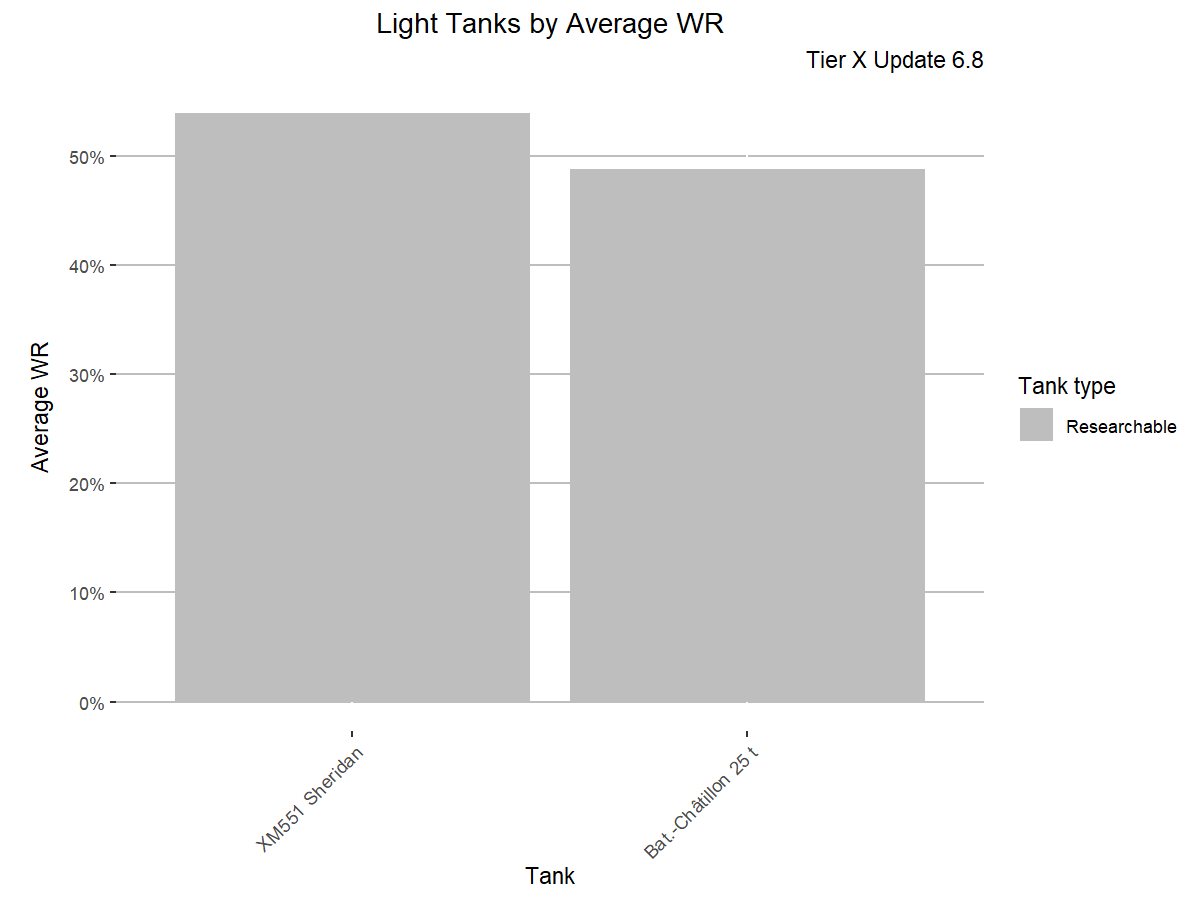 Light Tanks by Average WR
Tier X Update 6.8
Average WR
50%
40%
30%
20%
10%
0%
XM551 Sheridan
Bat.-Châtillon 25 t
Tank
Tank type
Researchable